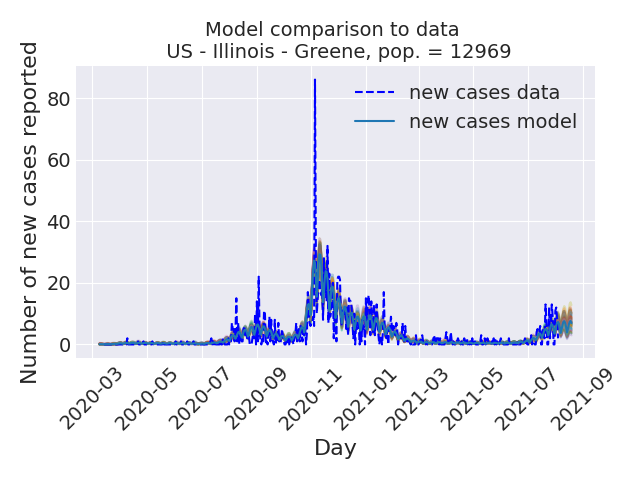 Model comparison to data
US - Illinois - Greene, pop. = 12969
Number of new cases reported
80
60
40
20
0
new cases data
new cases model
2020-03
2020-05
2020-07
2020-09
2020-11
2021-01
2021-03
2021-05
2021-07
2021-09
Day